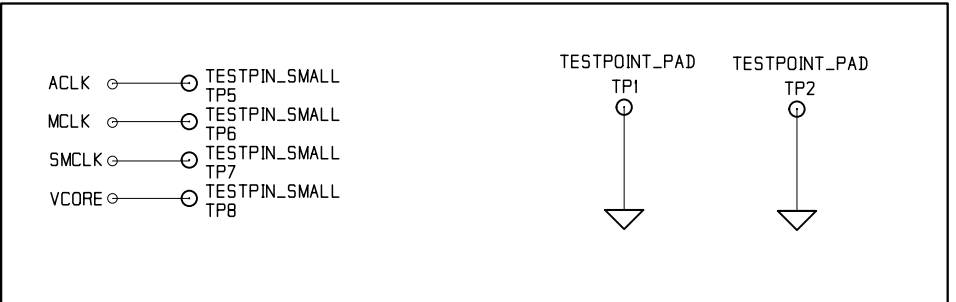 ACLK TESTPIN_SMALL
TP5
MCLK TESTPIN_SMALL
TP6
SMCLK TESTPIN_SMALL
TP7
VCORE TESTPIN_SMALL
TP8
TESTPOINT_PAD
TP1
TESTPOINT_PAD
TP2